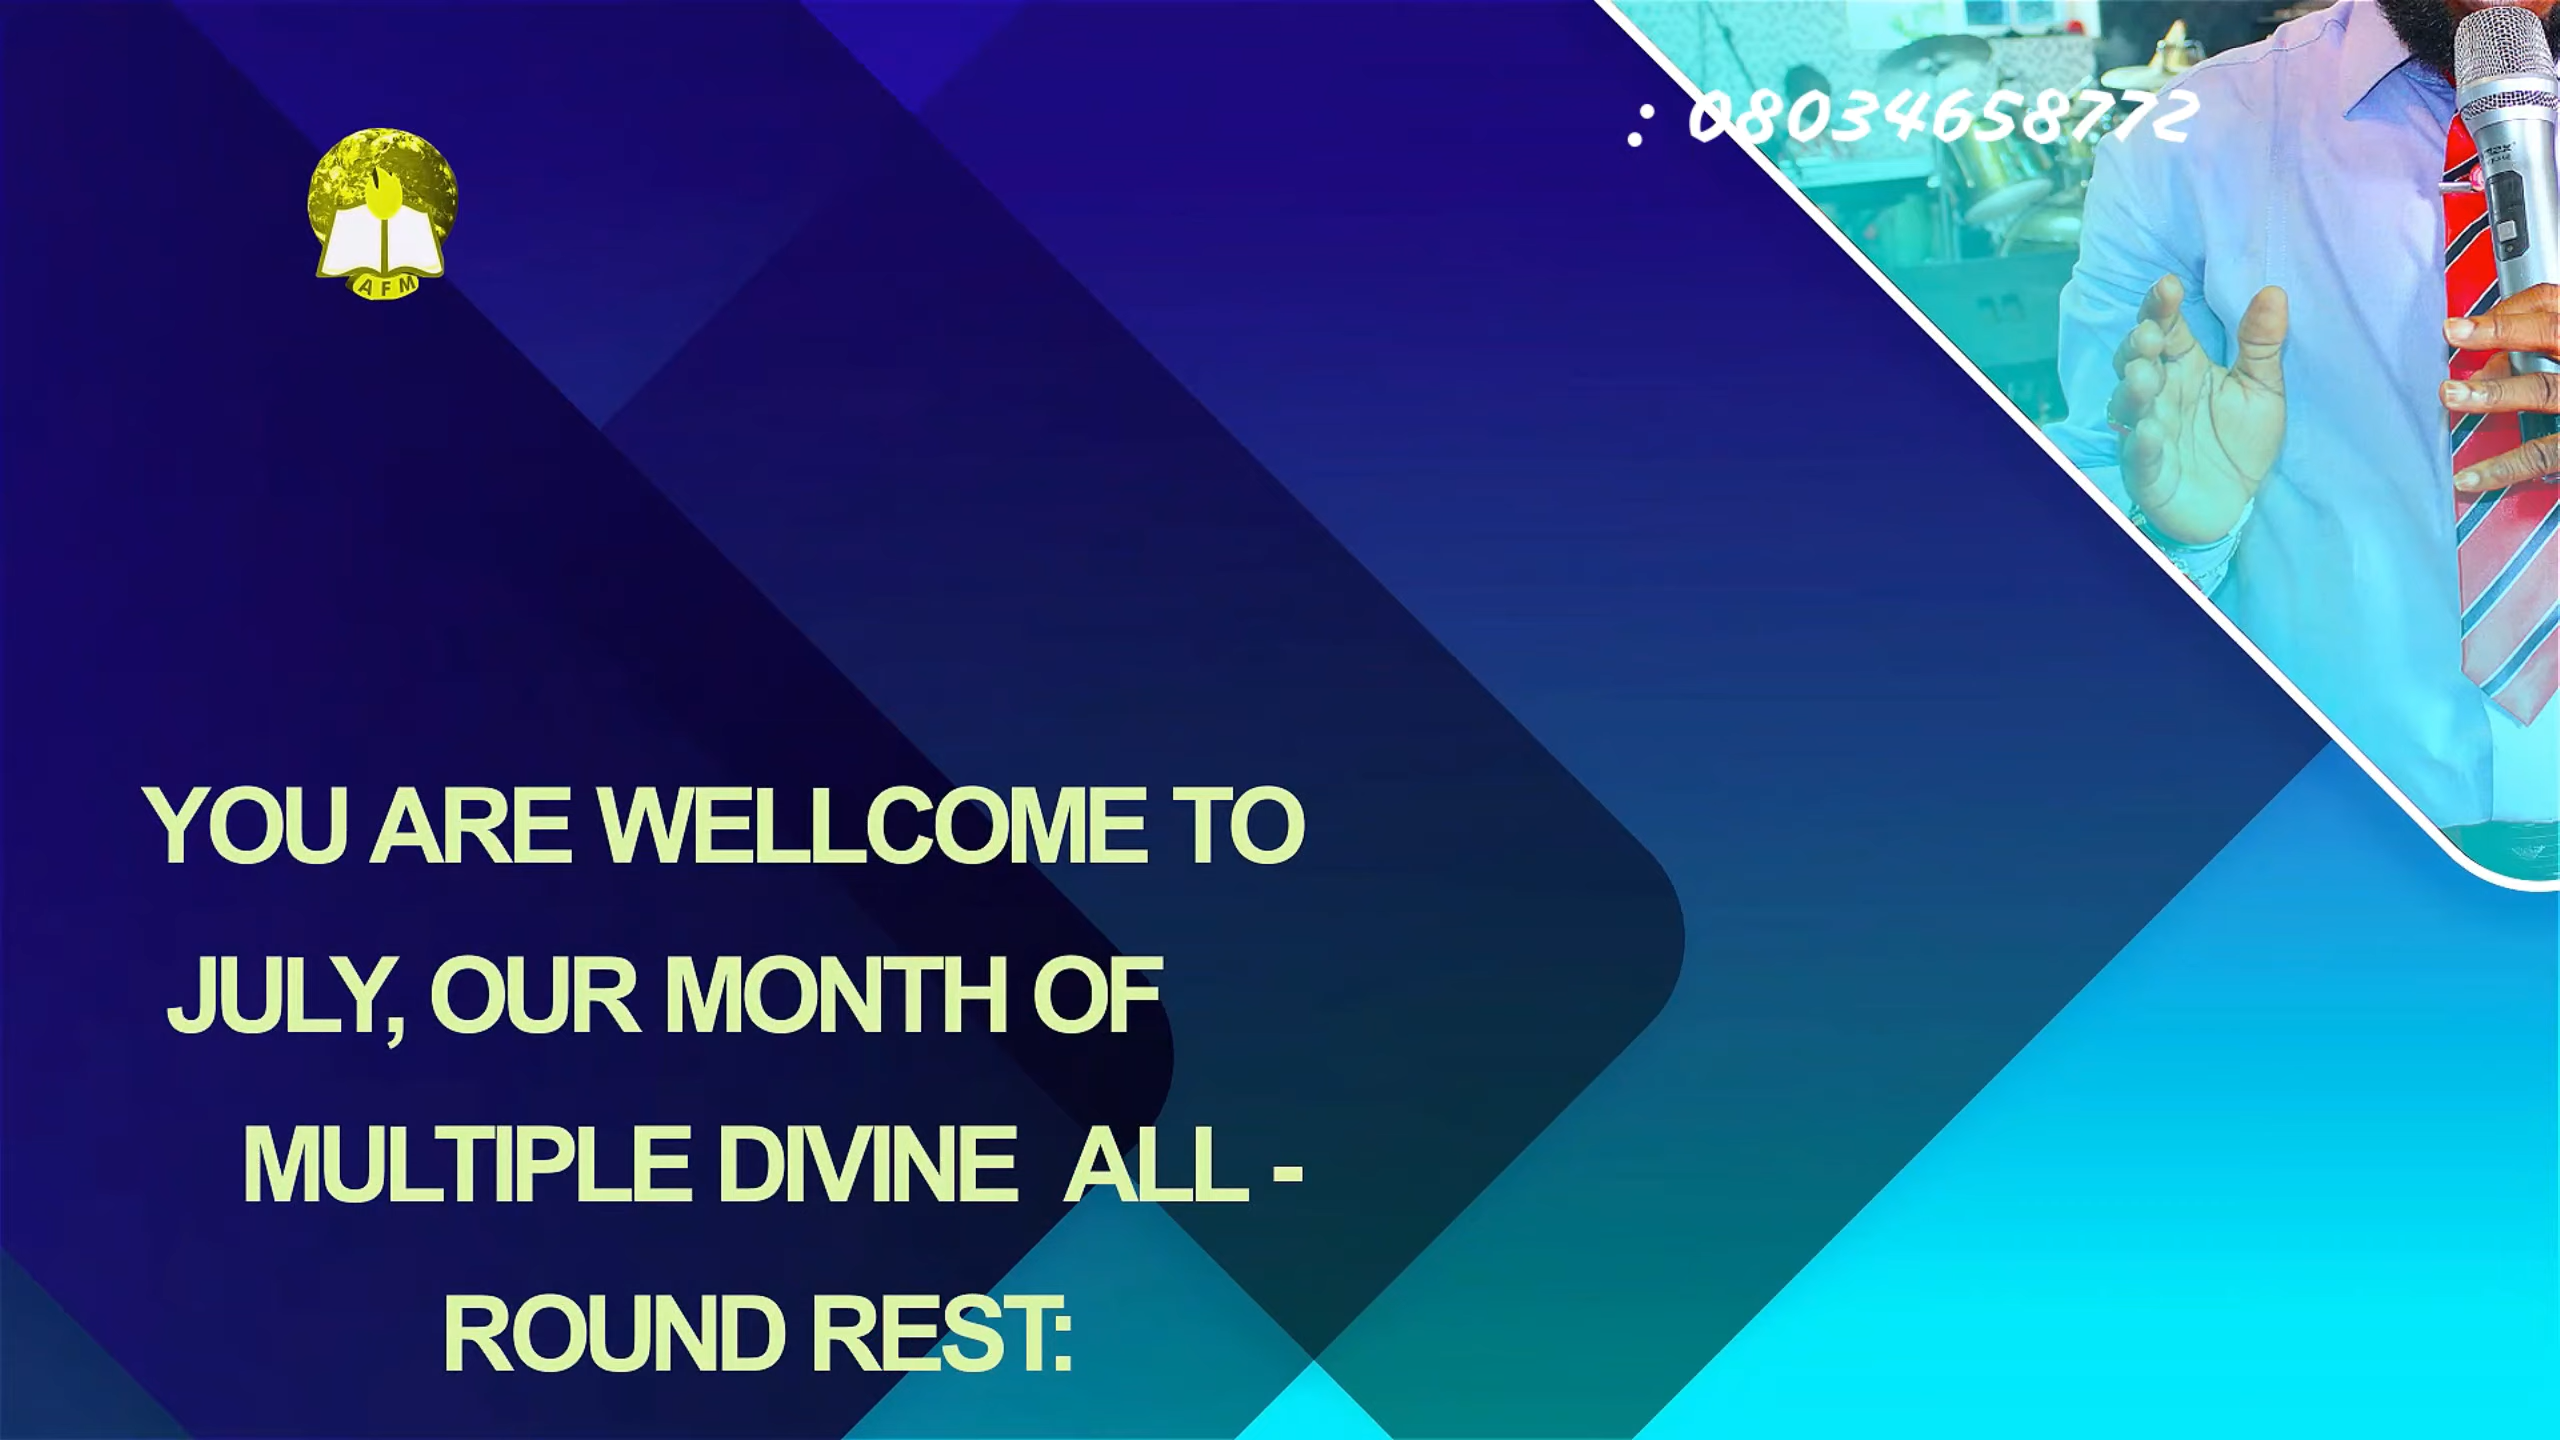 : 08034658772
AFM
YOU ARE WELLCOME TO
JULY, OUR MONTH OF
MULTIPLE DIVINE ALL -
ROUND REST: